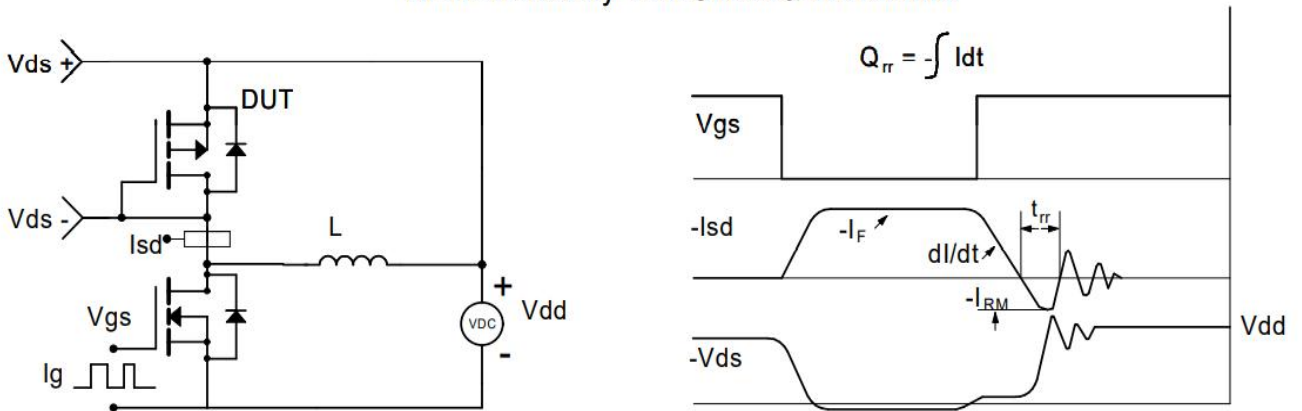 Vds +
DUT
Vds -
Isd
L
Vgs
Ig
+
VDC
-
Vdd
Qrr = -∫ Idt
Vgs
-Isd
-IF
dI/dt
trr
-IRM
-Vds
Vdd